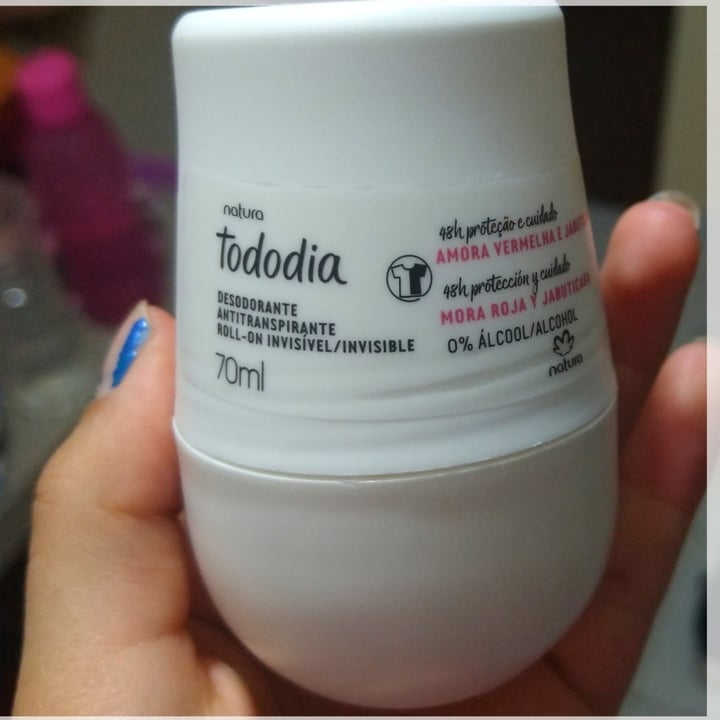 natura
tododia
DESODORANTE
ANTITRANSPIRANTE
ROLL-ON INVISÍVEL/INVISIBLE
70ml
48h proteção e cuidado
AMORA VERMELHA E
48h protección y cuidado
MORA ROJA Y JABUTICABA
0% ÁLCOOL/ALCOHOL
natura